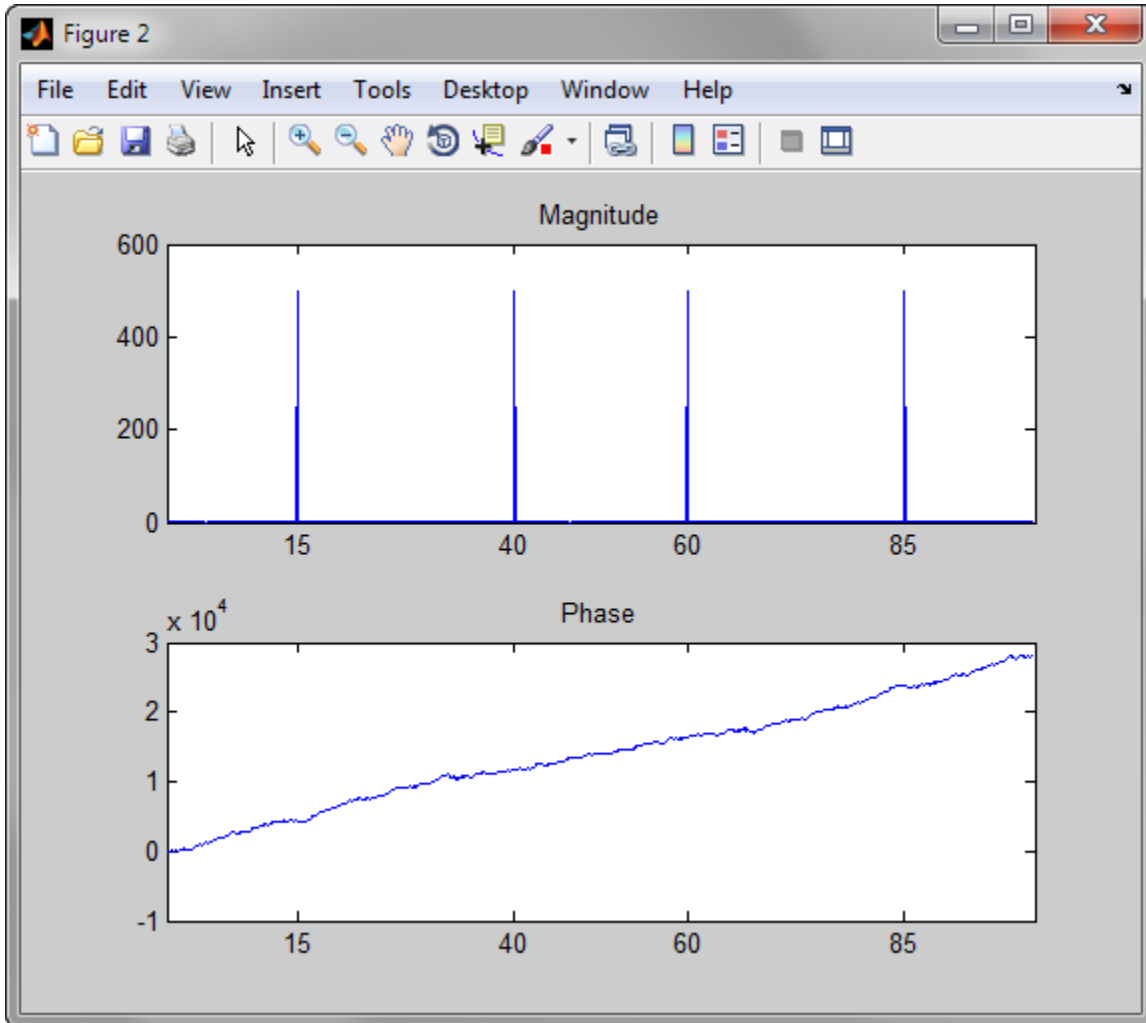 Figure 2
File Edit View Insert Tools Desktop Window Help
Magnitude
600
400
200
0
15 40 60 85
Phase
x 10^4
3
2
1
0
-1
15 40 60 85